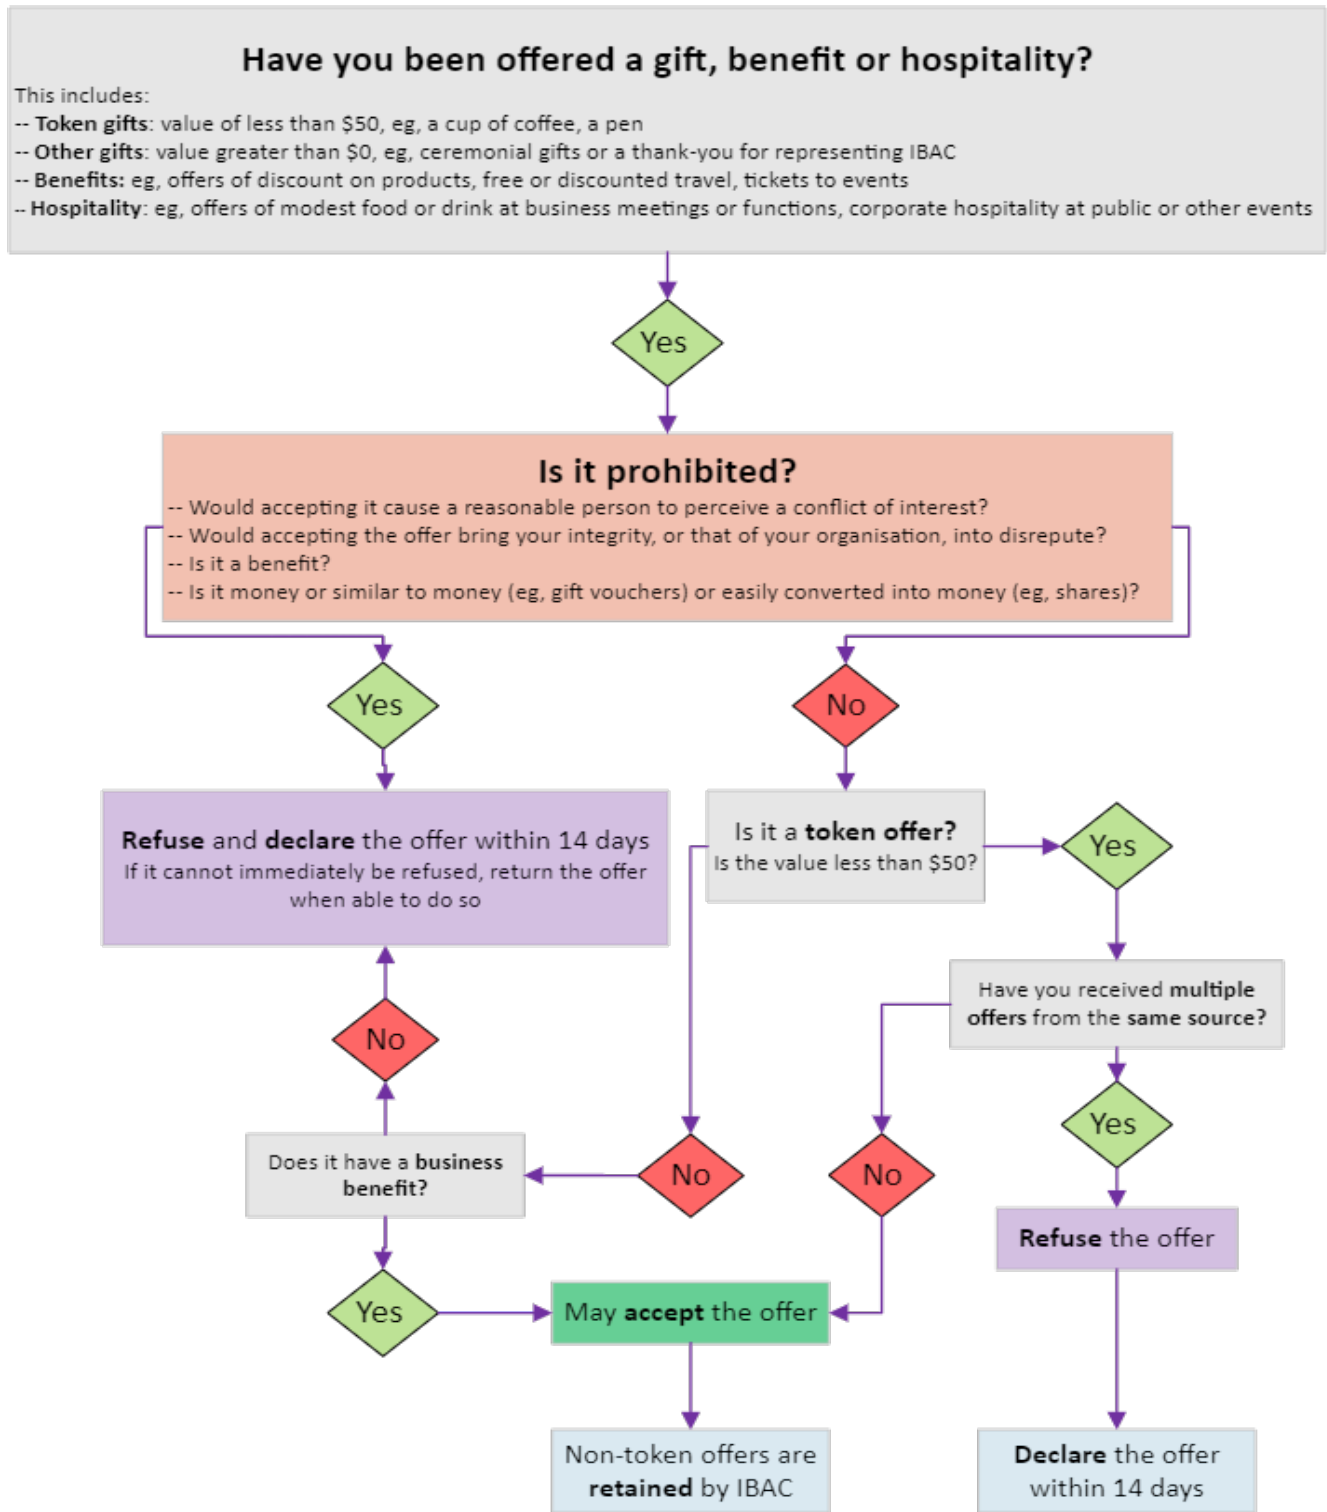 Have you been offered a gift, benefit or hospitality?
This includes:
-- Token gifts: value of less than $50, eg, a cup of coffee, a pen
-- Other gifts: value greater than $0, eg, ceremonial gifts or a thank-you for representing IBAC
-- Benefits: eg, offers of discount on products, free or discounted travel, tickets to events
-- Hospitality: eg, offers of modest food or drink at business meetings or functions, corporate hospitality at public or other events
Yes
Is it prohibited?
-- Would accepting it cause a reasonable person to perceive a conflict of interest?
-- Would accepting the offer bring your integrity, or that of your organisation, into disrepute?
-- Is it a benefit?
-- Is it money or similar to money (eg, gift vouchers) or easily converted into money (eg, shares)?
Yes
No
Refuse and declare the offer within 14 days
If it cannot immediately be refused, return the offer
when able to do so
Is it a token offer?
Is the value less than $50?
Yes
Have you received multiple
offers from the same source?
No
Yes
Does it have a business
benefit?
No
No
Refuse the offer
Yes
May accept the offer
Non-token offers are
retained by IBAC
Declare the offer
within 14 days